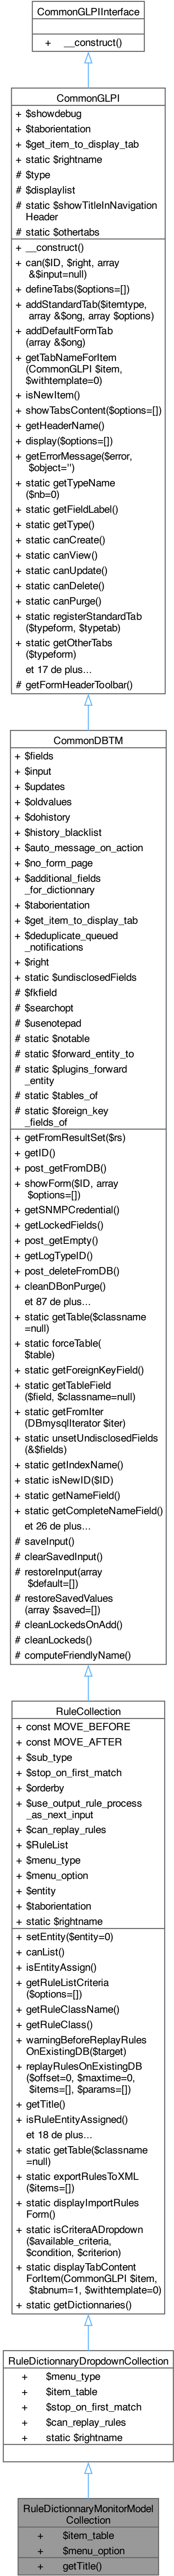 CommonGLPIInterface
+ __construct()
CommonGLPI
+ $showdebug
+ $taborientation
+ $get_item_to_display_tab
+ static $rightname
# $type
# $displaylist
# static $showTitleInNavigation
Header
# static $othertabs
+ __construct()
+ can($ID, $right, array
&$input=null)
+ defineTabs($options=[])
+ addStandardTab($itemtype,
array &$ong, array $options)
+ addDefaultFormTab
(array &$ong)
+ getTabNameForItem
(CommonGLPI $item,
$withtemplate=0)
+ isNewItem()
+ showTabsContent($options=[])
+ getHeaderName()
+ display($options=[])
+ getErrorMessage($error,
$object='')
+ static getTypeName
($nb=0)
+ static getFieldLabel()
+ static getType()
+ static canCreate()
+ static canView()
+ static canUpdate()
+ static canDelete()
+ static canPurge()
+ static registerStandardTab
($typeform, $typetab)
+ static getOtherTabs
($typeform)
et 17 de plus...
# getFormHeaderToolbar()
CommonDBTM
+ $fields
+ $input
+ $updates
+ $oldvalues
+ $dohistory
+ $history_blacklist
+ $auto_message_on_action
+ $no_form_page
+ $additional_fields
_for_dictionnary
+ $taborientation
+ $get_item_to_display_tab
+ $deduplicate_queued
_notifications
+ $right
+ static $undisclosedFields
# $fkfield
# $searchopt
# $usenotepad
# static $notable
# static $forward_entity_to
# static $plugins_forward
_entity
# static $tables_of
# static $foreign_key
_fields_of
+ getFromResultSet($rs)
+ getID()
+ post_getFromDB()
+ showForm($ID, array
$options=[])
+ getSNMPCredential()
+ getLockedFields()
+ post_getEmpty()
+ getLogTypeID()
+ post_deleteFromDB()
+ cleanDBonPurge()
et 87 de plus...
+ static getTable($classname
=null)
+ static forceTable(
$table)
+ static getForeignKeyField()
+ static getTableField
($field, $classname=null)
+ static getFromIter
(DBmysqlIterator $iter)
+ static unsetUndisclosedFields
(&$fields)
+ static getIndexName()
+ static isNewID($ID)
+ static getNameField()
+ static getCompleteNameField()
et 26 de plus...
# saveInput()
# clearSavedInput()
# restoreInput(array
$default=[])
# restoreSavedValues
(array $saved=[])
# cleanLockedsOnAdd()
# cleanLockeds()
# computeFriendlyName()
RuleCollection
+ const MOVE_BEFORE
+ const MOVE_AFTER
+ $sub_type
+ $stop_on_first_match
+ $orderby
+ $use_output_rule_process
_as_next_input
+ $can_replay_rules
+ $RuleList
+ $menu_type
+ $menu_option
+ $entity
+ $taborientation
+ static $rightname
+ setEntity($entity=0)
+ canList()
+ isEntityAssign()
+ getRuleListCriteria
($options=[])
+ getRuleClassName()
+ getRuleClass()
+ warningBeforeReplayRules
OnExistingDB($target)
+ replayRulesOnExistingDB
($offset=0, $maxtime=0,
$items=[], $params=[])
+ getTitle()
+ isRuleEntityAssigned()
et 18 de plus...
+ static getTable($classname
=null)
+ static exportRulesToXML
($items=[])
+ static displayImportRules
Form()
+ static isCriteraADropdown
($available_criteria,
$condition, $criterion)
+ static displayTabContent
ForItem(CommonGLPI $item,
$tabnum=1, $withtemplate=0)
+ static getDictionnaries()
RuleDictionnaryDropdownCollection
+ $menu_type
+ $item_table
+ $stop_on_first_match
+ $can_replay_rules
+ static $rightname
RuleDictionnaryMonitorModel
Collection
+ $item_table
+ $menu_option
+ getTitle()